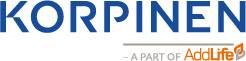 KORPINEN
– A PART OF AddLife